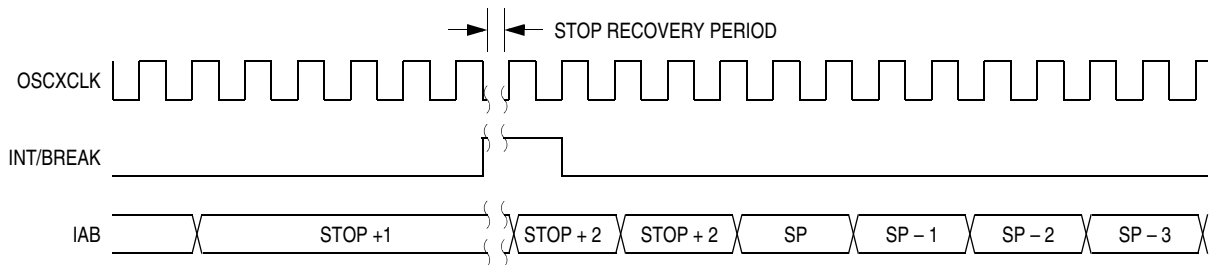 STOP RECOVERY PERIOD
OSCXCLK
INT/BREAK
IAB
STOP +1
STOP + 2
STOP + 2
SP
SP – 1
SP – 2
SP – 3